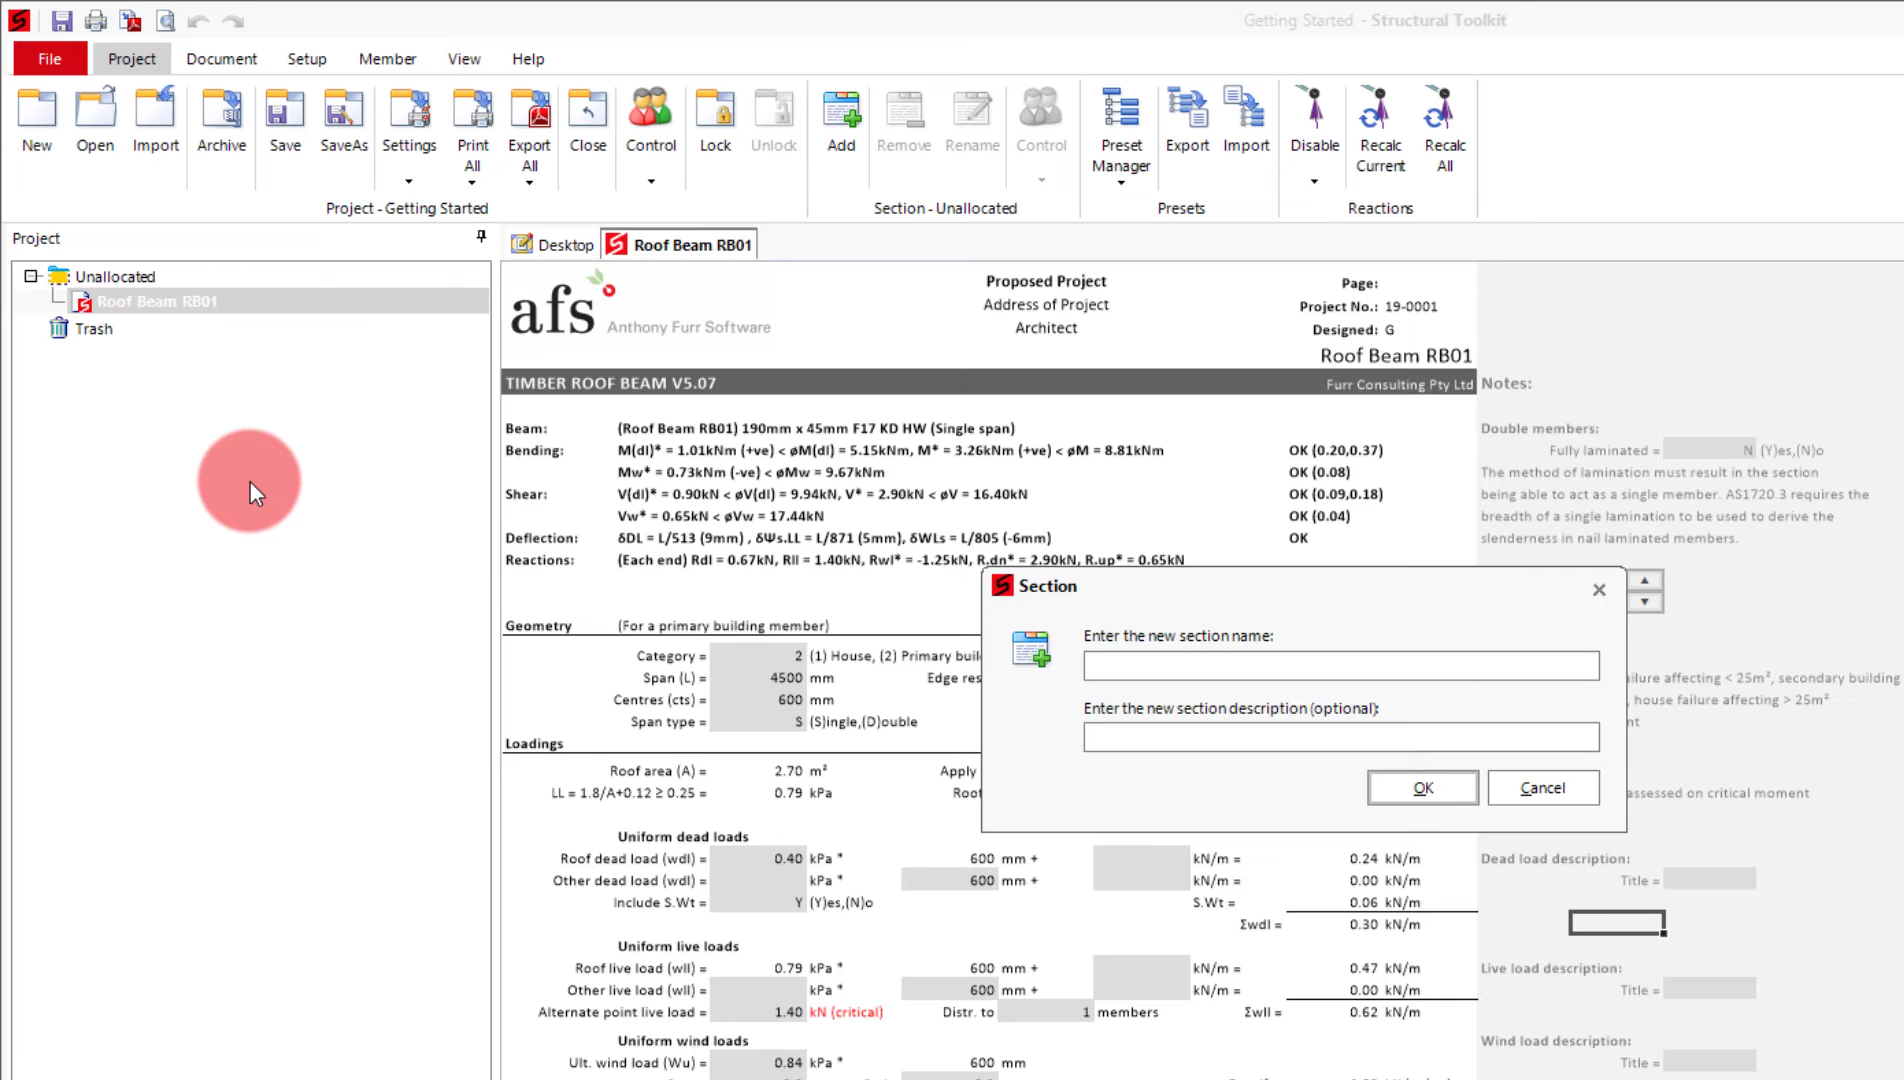 Getting Started - Structural Toolkit
File Project Document Setup Member View Help
New Open Import Archive Save SaveAs Settings Print All Export All Close Control Lock Unlock Add Remove Rename Control Preset Manager Export Import Disable Recalc Current Recalc All
Project - Getting Started Section - Unallocated Presets Reactions
Project
Unallocated
Roof Beam RB01
Trash
Desktop Roof Beam RB01
afs Anthony Furr Software
Proposed Project
Address of Project
Architect
Page:
Project No.: 19-0001
Designed: G
Roof Beam RB01
TIMBER ROOF BEAM V5.07 Furr Consulting Pty Ltd Notes:
Beam: (Roof Beam RB01) 190mm x 45mm F17 KD HW (Single span)
Bending: M(dl)* = 1.01kNm (+ve) < øM(dl) = 5.15kNm, M* = 3.26kNm (+ve) < øM = 8.81kNm OK (0.20,0.37)
Mw* = 0.73kNm (-ve) < øMw = 9.67kNm OK (0.08)
Shear: V(dl)* = 0.90kN < øV(dl) = 9.94kN, V* = 2.90kN < øV = 16.40kN OK (0.09,0.18)
Vw* = 0.65kN < øVw = 17.44kN OK (0.04)
Deflection: δDL = L/513 (9mm) , δΨs.LL = L/871 (5mm), δWLs = L/805 (-6mm) OK
Reactions: (Each end) Rdl = 0.67kN, Rll = 1.40kN, Rwl* = -1.25kN, R.dn* = 2.90kN, R.up* = 0.65kN
Double members:
Fully laminated = N (Y)es,(N)o
The method of lamination must result in the section
being able to act as a single member. AS1720.3 requires the
breadth of a single lamination to be used to derive the
slenderness in nail laminated members.
Section
Enter the new section name:
Enter the new section description (optional):
OK Cancel
Geometry (For a primary building member)
Category = 2 (1) House, (2) Primary buil
Span (L) = 4500 mm Edge res
Centres (cts) = 600 mm
Span type = S (S)ingle,(D)ouble
ilure affecting < 25m², secondary building
, house failure affecting > 25m²
nt
Loadings
Roof area (A) = 2.70 m² Apply
LL = 1.8/A+0.12 ≥ 0.25 = 0.79 kPa Roof
assessed on critical moment
Uniform dead loads
Roof dead load (wdl) = 0.40 kPa * 600 mm + kN/m = 0.24 kN/m Dead load description:
Other dead load (wdl) = kPa * 600 mm + kN/m = 0.00 kN/m Title =
Include S.Wt = Y (Y)es,(N)o S.Wt = 0.06 kN/m
Σwdl = 0.30 kN/m
Uniform live loads
Roof live load (wll) = 0.79 kPa * 600 mm + kN/m = 0.47 kN/m Live load description:
Other live load (wll) = kPa * 600 mm + kN/m = 0.00 kN/m Title =
Alternate point live load = 1.40 kN (critical) Distr. to 1 members Σwll = 0.62 kN/m
Uniform wind loads Wind load description:
Ult. wind load (Wu) = 0.84 kPa * 600 mm Title =